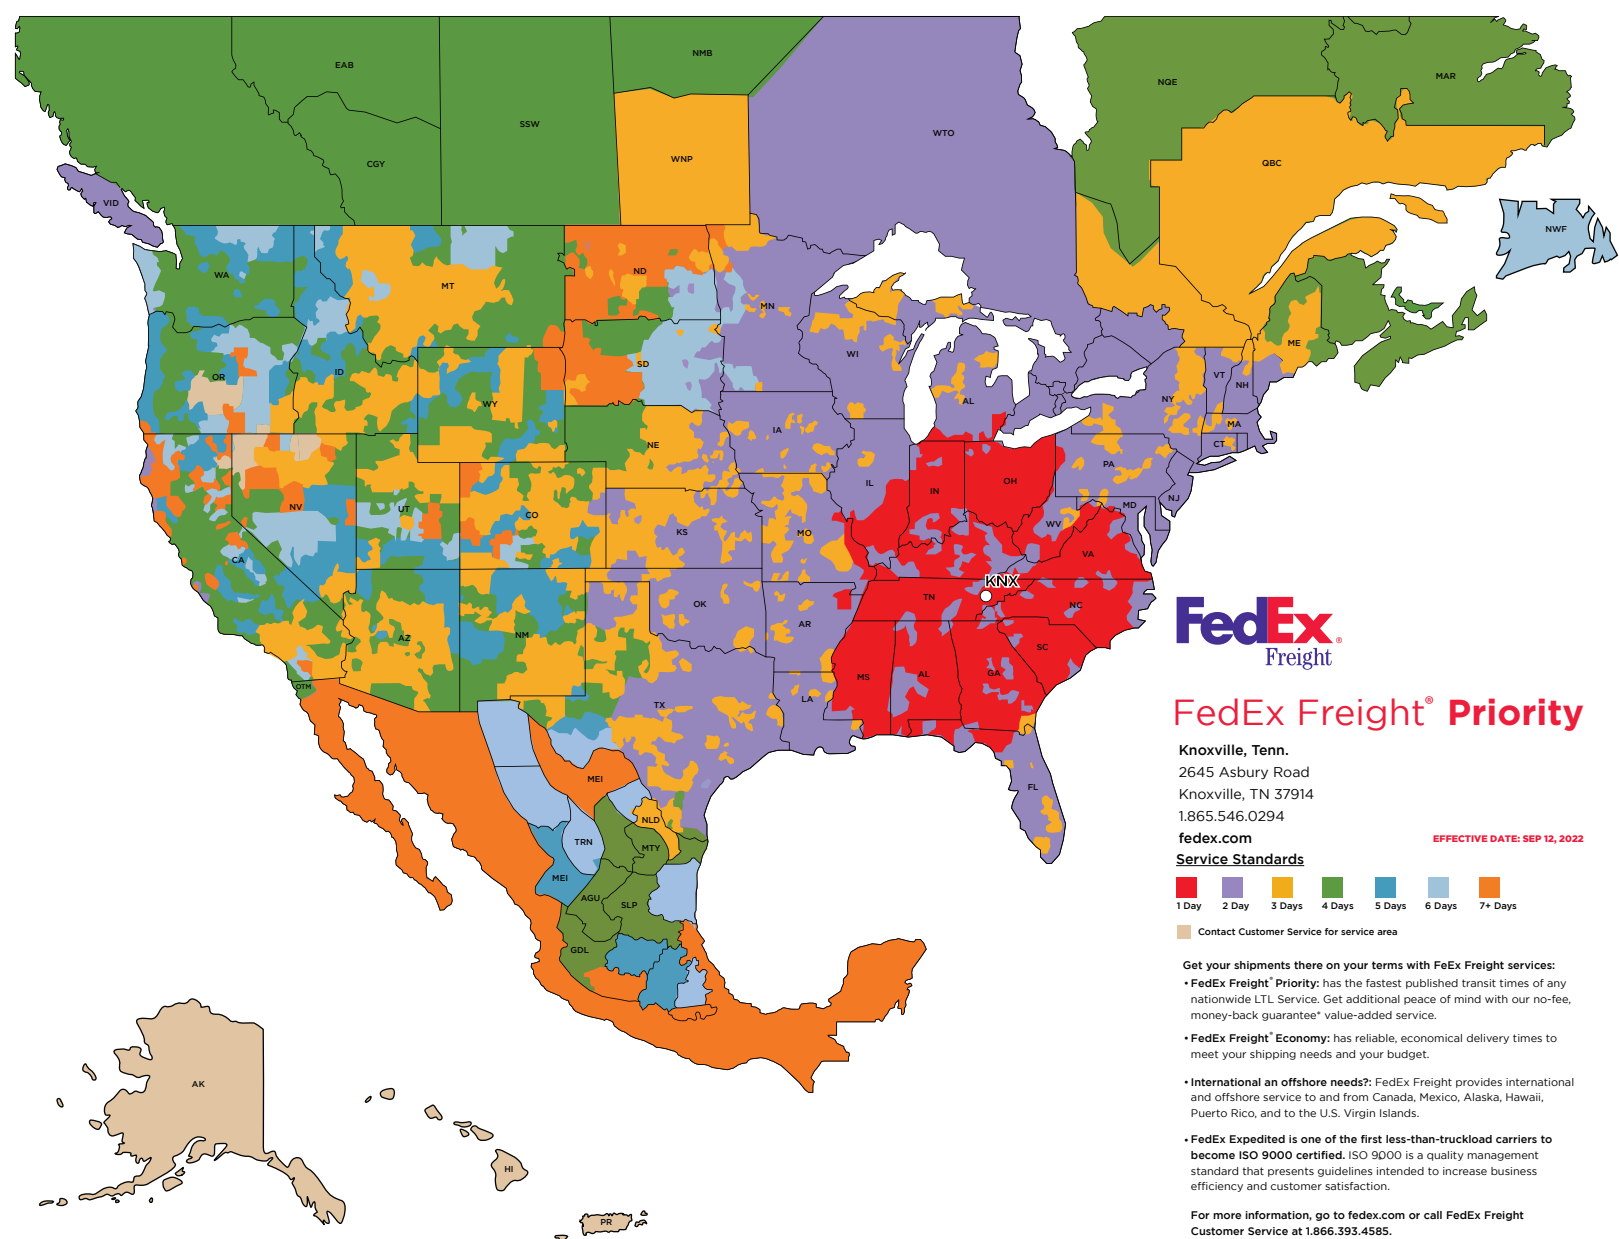 NMB
EAB
MAR
NQE
SSW
WTO
WNP
CGY
QBC
VID
NWF
WA
ND
MT
MN
ME
WI
SD
ID
OR
VT
NH
NY
AL
WY
MA
IA
CT
NE
PA
IL
OH
IN
NJ
MD
NV
UT
CO
WV
KS
MO
VA
CA
KNX
TN
OK
NC
AR
AZ
NM
SC
GA
AL
MS
OTM
LA
TX
MEI
FL
NLD
TRN
MTY
MEI
AGU
SLP
GDL
AK
HI
PR
FedEx®
Freight
FedEx Freight® Priority
Knoxville, Tenn.
2645 Asbury Road
Knoxville, TN 37914
1.865.546.0294
fedex.com
EFFECTIVE DATE: SEP 12, 2022
Service Standards
1 Day 2 Day 3 Days 4 Days 5 Days 6 Days 7+ Days
Contact Customer Service for service area
Get your shipments there on your terms with FeEx Freight services:
• FedEx Freight® Priority: has the fastest published transit times of any
nationwide LTL Service. Get additional peace of mind with our no-fee,
money-back guarantee* value-added service.
• FedEx Freight® Economy: has reliable, economical delivery times to
meet your shipping needs and your budget.
• International an offshore needs?: FedEx Freight provides international
and offshore service to and from Canada, Mexico, Alaska, Hawaii,
Puerto Rico, and to the U.S. Virgin Islands.
• FedEx Expedited is one of the first less-than-truckload carriers to
become ISO 9000 certified. ISO 9000 is a quality management
standard that presents guidelines intended to increase business
efficiency and customer satisfaction.
For more information, go to fedex.com or call FedEx Freight
Customer Service at 1.866.393.4585.